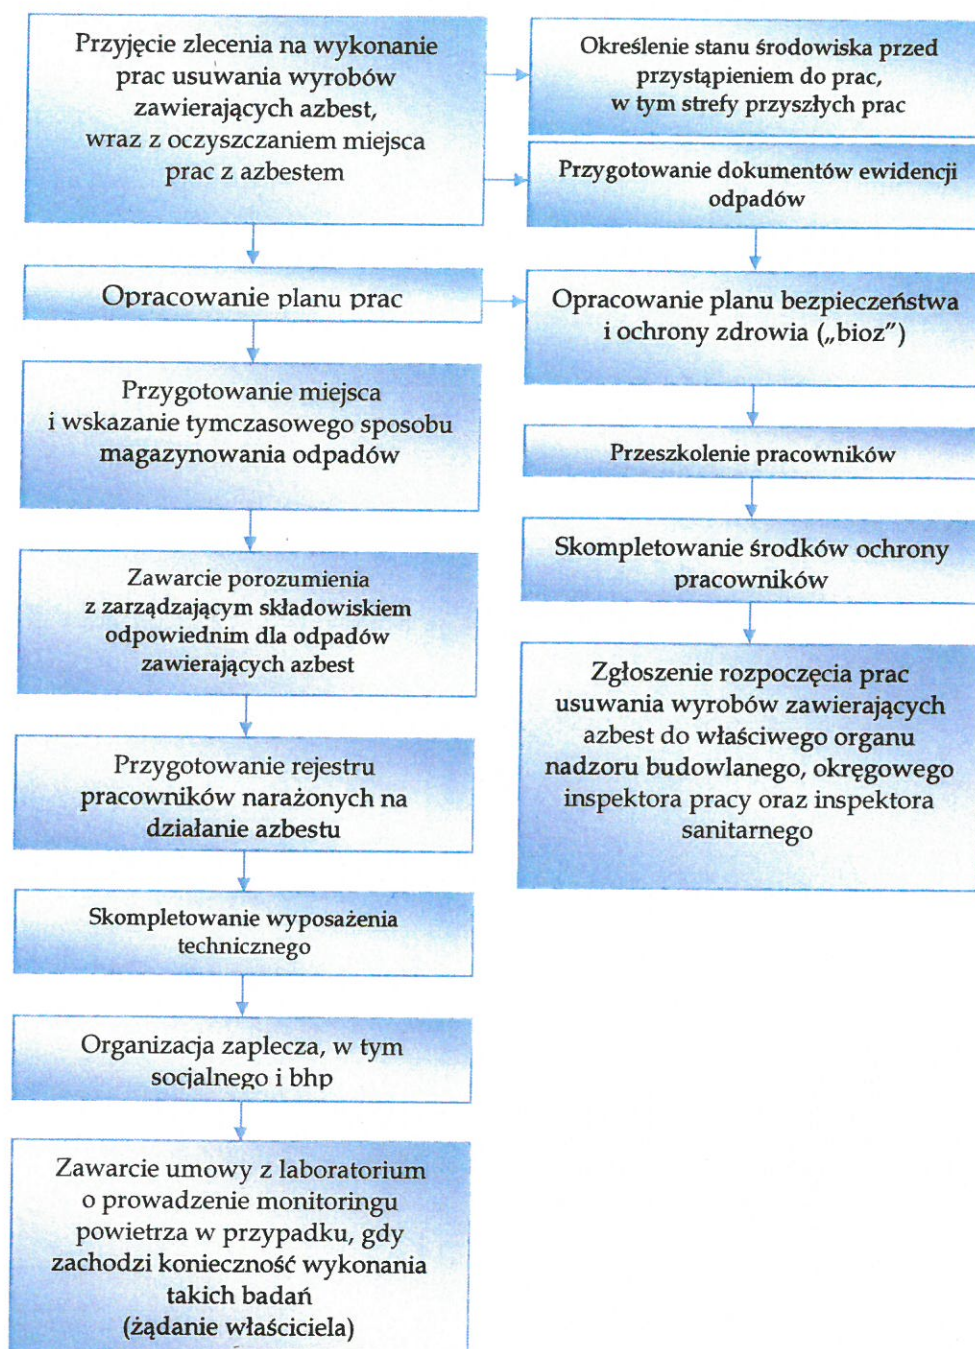 Przyjęcie zlecenia na wykonanie
prac usuwania wyrobów
zawierających azbest,
wraz z oczyszczaniem miejsca
prac z azbestem
Określenie stanu środowiska przed
przystąpieniem do prac,
w tym strefy przyszłych prac
Przygotowanie dokumentów ewidencji
odpadów
Opracowanie planu prac
Opracowanie planu bezpieczeństwa
i ochrony zdrowia („bioz”)
Przygotowanie miejsca
i wskazanie tymczasowego sposobu
magazynowania odpadów
Przeszkolenie pracowników
Skompletowanie środków ochrony
pracowników
Zawarcie porozumienia
z zarządzającym składowiskiem
odpowiednim dla odpadów
zawierających azbest
Zgłoszenie rozpoczęcia prac
usuwania wyrobów zawierających
azbest do właściwego organu
nadzoru budowlanego, okręgowego
inspektora pracy oraz inspektora
sanitarnego
Przygotowanie rejestru
pracowników narażonych na
działanie azbestu
Skompletowanie wyposażenia
technicznego
Organizacja zaplecza, w tym
socjalnego i bhp
Zawarcie umowy z laboratorium
o prowadzenie monitoringu
powietrza w przypadku, gdy
zachodzi konieczność wykonania
takich badań
(żądanie właściciela)